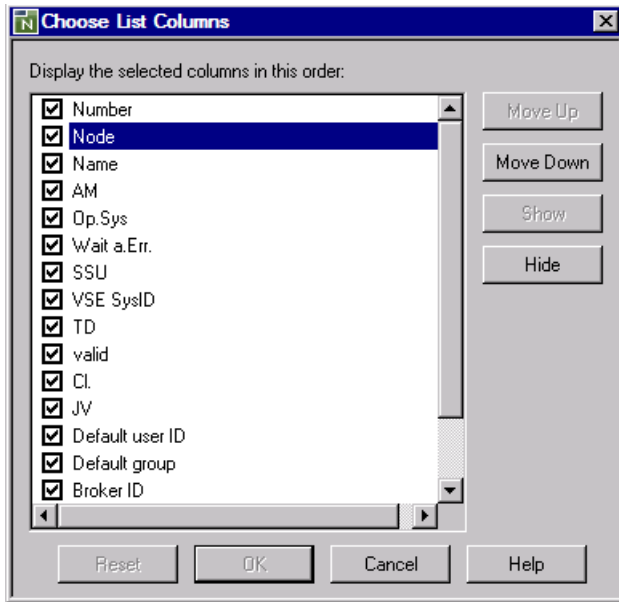 Choose List Columns
Display the selected columns in this order:
Number
Node
Name
AM
Op.Sys
Wait a.Err.
SSU
VSE SysID
TD
valid
Cl.
JV
Default user ID
Default group
Broker ID
Move Up
Move Down
Show
Hide
Reset
OK
Cancel
Help